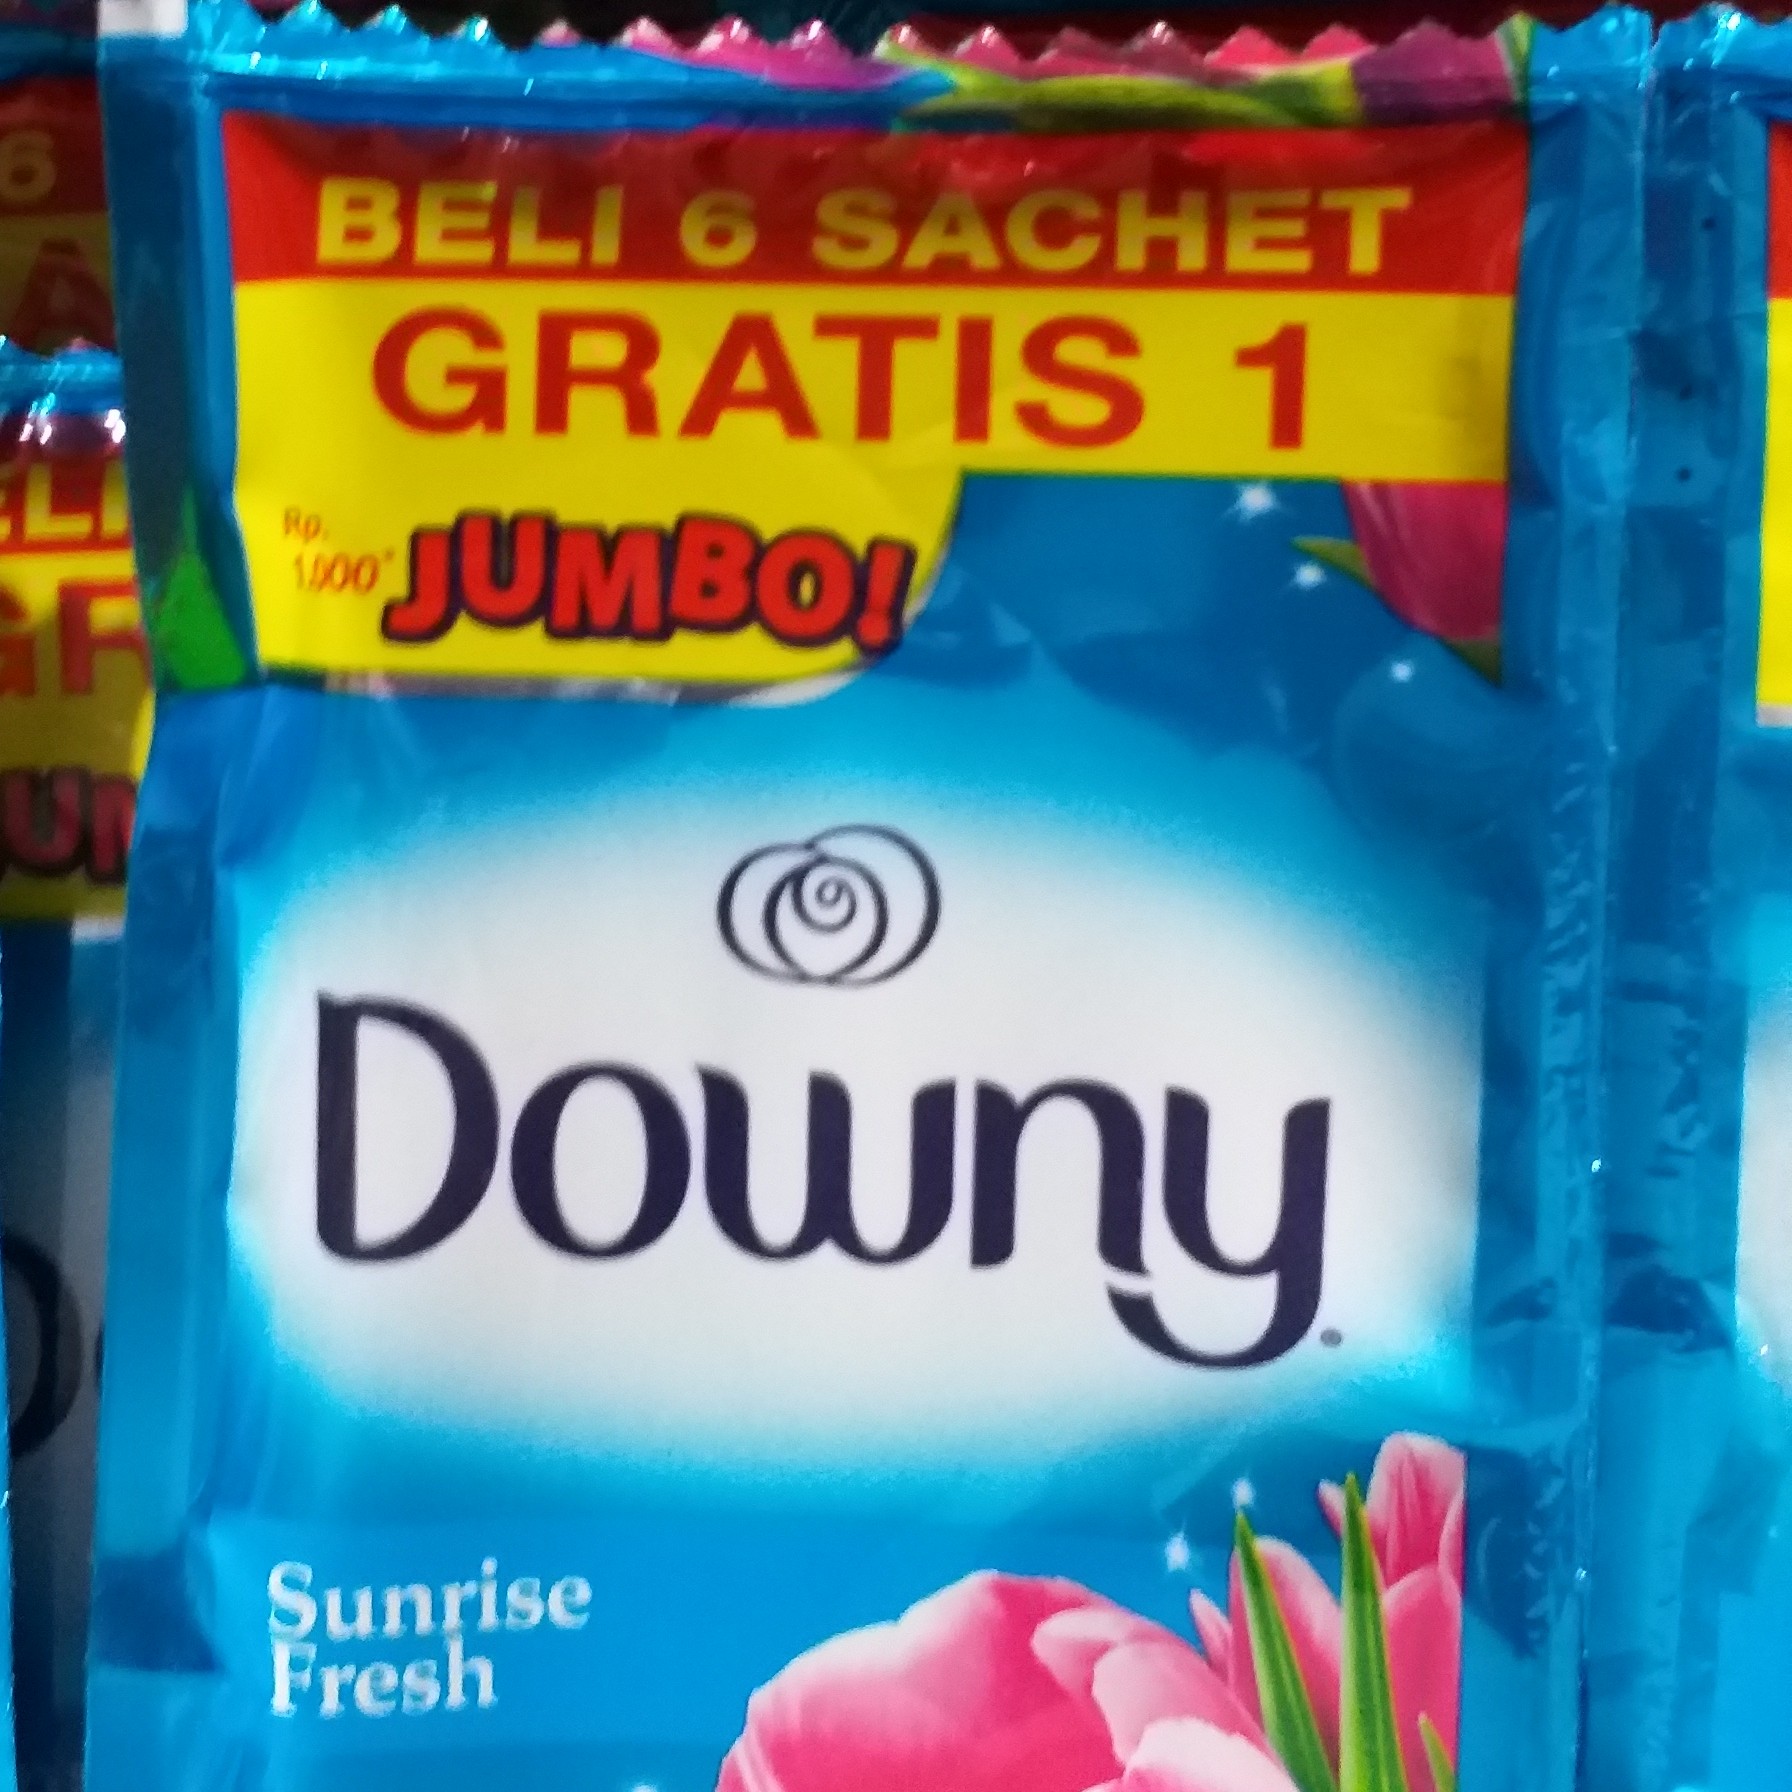 BELI 6 SACHET
GRATIS 1
Rp.
1.000*
JUMBO!
Downy
Sunrise
Fresh